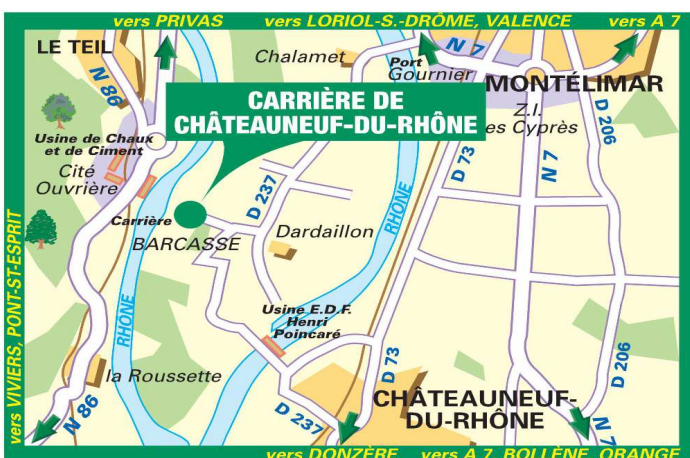 vers PRIVAS
vers LORIOL-S.-DRÔME, VALENCE
vers A 7
LE TEIL
N 86
Chalamet
Port
Gournier
N 7
MONTÉLIMAR
Z.I.
es Cyprès
D 206
CARRIÈRE DE
CHÂTEAUNEUF-DU-RHÔNE
Usine de Chaux
et de Ciment
Cité
Ouvrière
D 73
N 7
D 237
RHÔNE
Carrière
BARCASSE
Dardaillon
vers VIVIERS, PONT-ST-ESPRIT
RHÔNE
Usine E.D.F.
Henri
Poincaré
la Roussette
D 73
D 206
CHÂTEAUNEUF-
DU-RHÔNE
N 86
D 237
N 7
vers DONZÈRE
vers A 7, BOLLÈNE, ORANGE